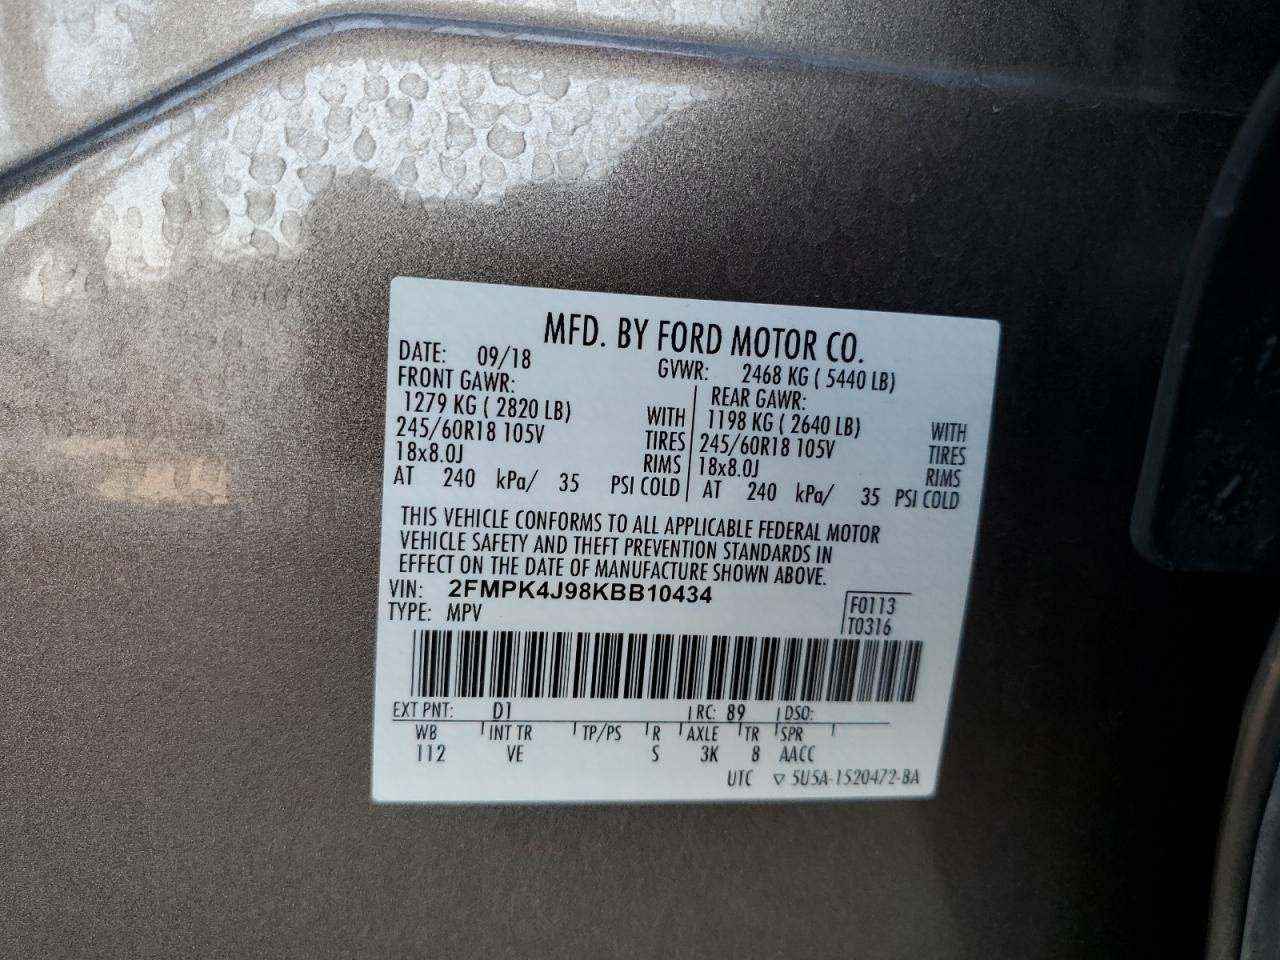 MFD. BY FORD MOTOR CO.
DATE: 09/18 GVWR: 2468 KG ( 5440 LB)
FRONT GAWR: REAR GAWR:
1279 KG ( 2820 LB) WITH 1198 KG ( 2640 LB) WITH
245/60R18 105V TIRES 245/60R18 105V TIRES
18x8.0J RIMS 18x8.0J RIMS
AT 240 kPa/ 35 PSI COLD AT 240 kPa/ 35 PSI COLD
THIS VEHICLE CONFORMS TO ALL APPLICABLE FEDERAL MOTOR
VEHICLE SAFETY AND THEFT PREVENTION STANDARDS IN
EFFECT ON THE DATE OF MANUFACTURE SHOWN ABOVE.
VIN: 2FMPK4J98KBB10434 F0113
TYPE: MPV T0316
EXT PNT: D1 RC: 89 DSO:
WB INT TR TP/PS R AXLE TR SPR
112 VE S 3K 8 AACC
UTC ▽ 5U5A-1520472-BA